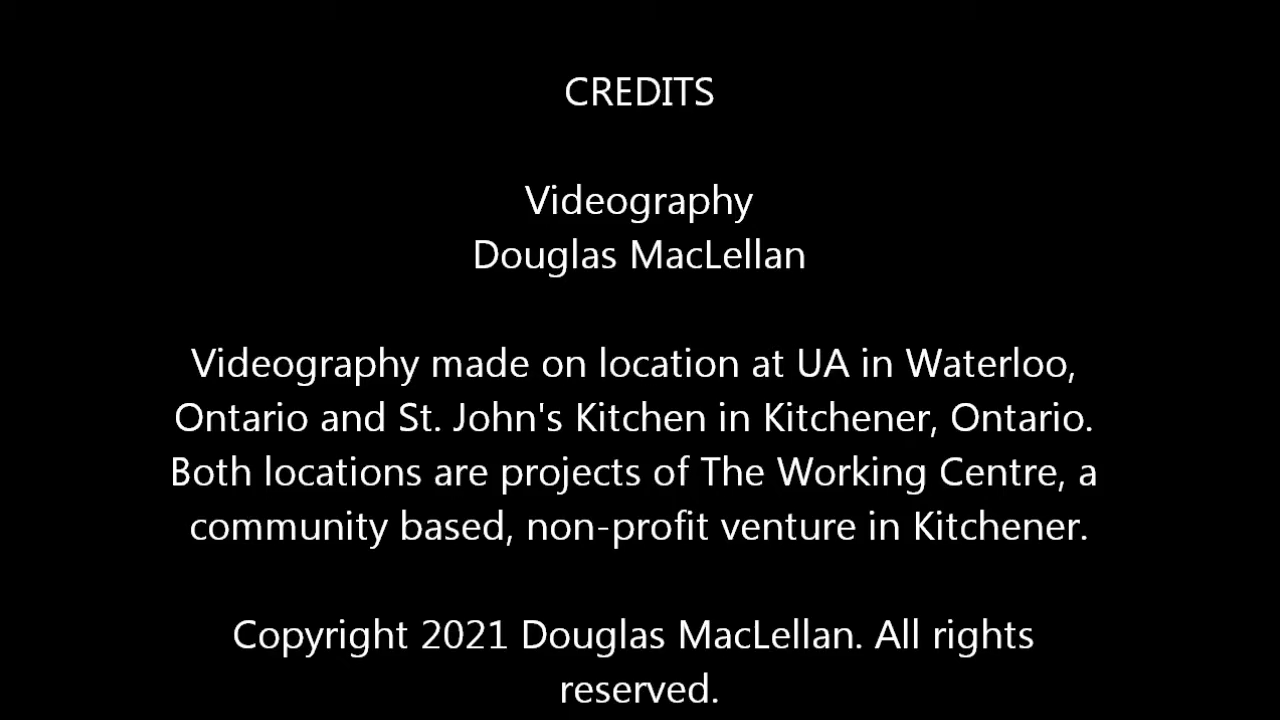 CREDITS
Videography
Douglas MacLellan
Videography made on location at UA in Waterloo,
Ontario and St. John's Kitchen in Kitchener, Ontario.
Both locations are projects of The Working Centre, a
community based, non-profit venture in Kitchener.
Copyright 2021 Douglas MacLellan. All rights
reserved.